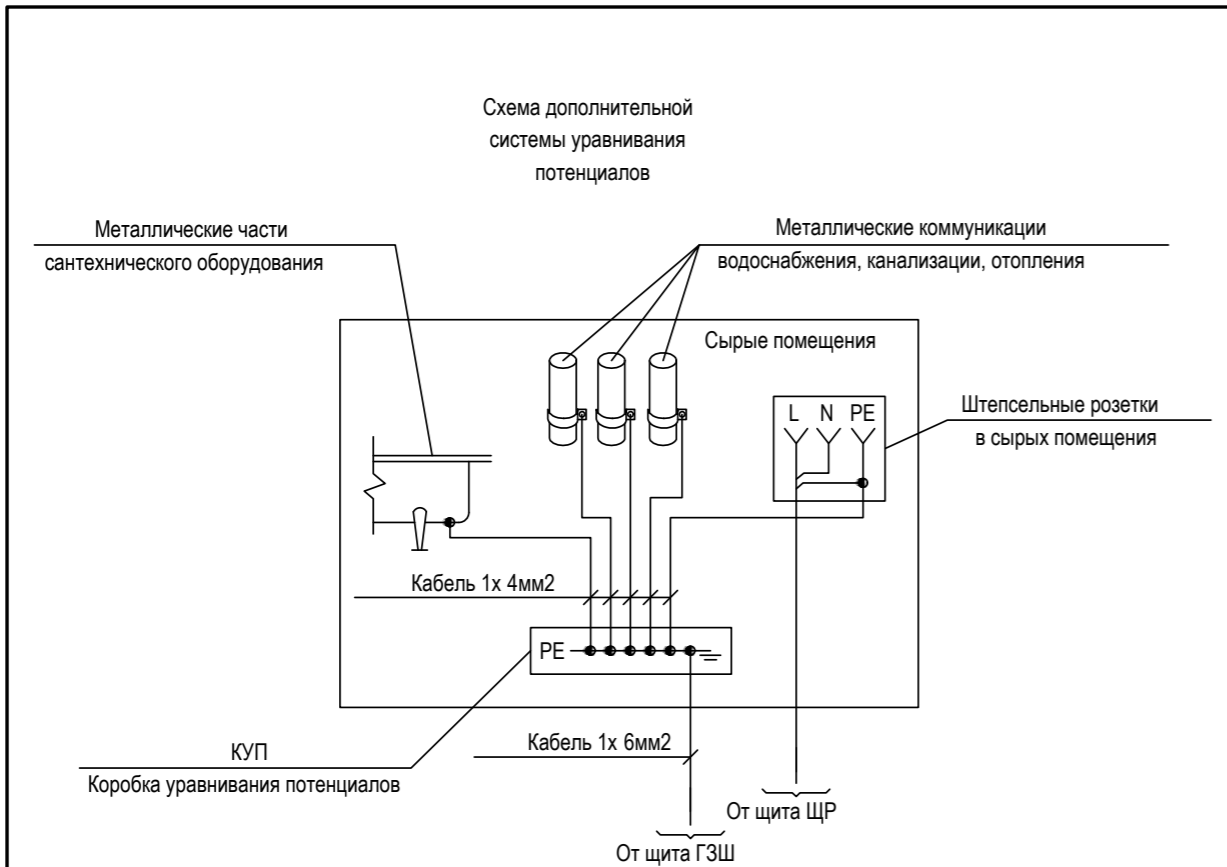 Схема дополнительной
системы уравнивания
потенциалов
Металлические части
сантехнического оборудования
Металлические коммуникации
водоснабжения, канализации, отопления
Сырые помещения
L N PE
Штепсельные розетки
в сырых помещения
Кабель 1х 4мм2
PE
КУП
Коробка уравнивания потенциалов
Кабель 1х 6мм2
От щита ЩР
От щита ГЗШ